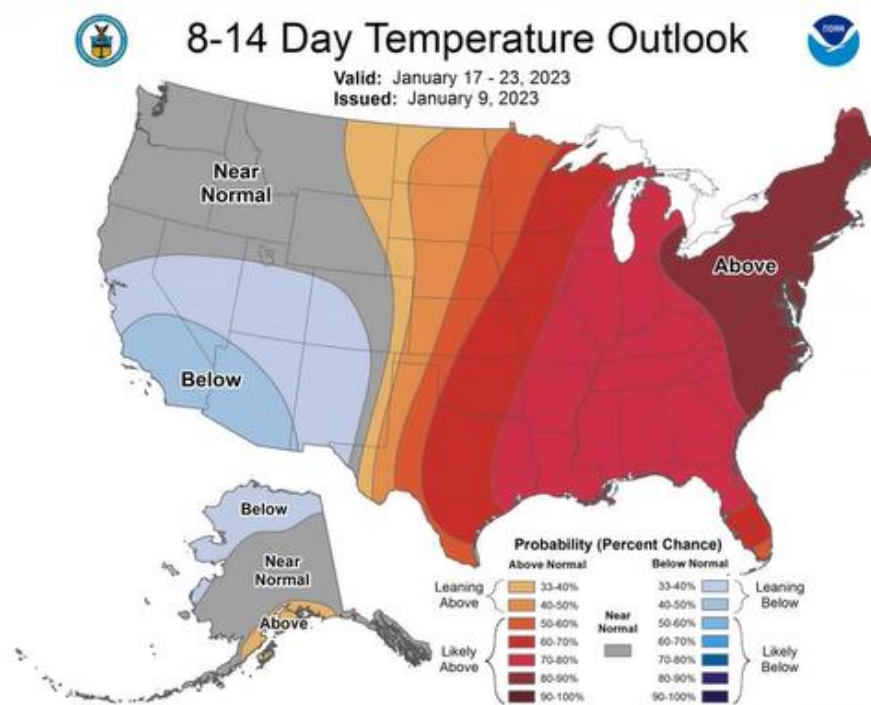 8-14 Day Temperature Outlook
Valid: January 17 - 23, 2023
Issued: January 9, 2023
NOAA
Near
Normal
Above
Below
Below
Near
Normal
Above
Probability (Percent Chance)
Above Normal
Below Normal
Leaning
Above
33-40%
40-50%
Likely
Above
50-60%
60-70%
70-80%
80-90%
90-100%
Near
Normal
33-40%
40-50%
Leaning
Below
50-60%
60-70%
70-80%
80-90%
90-100%
Likely
Below